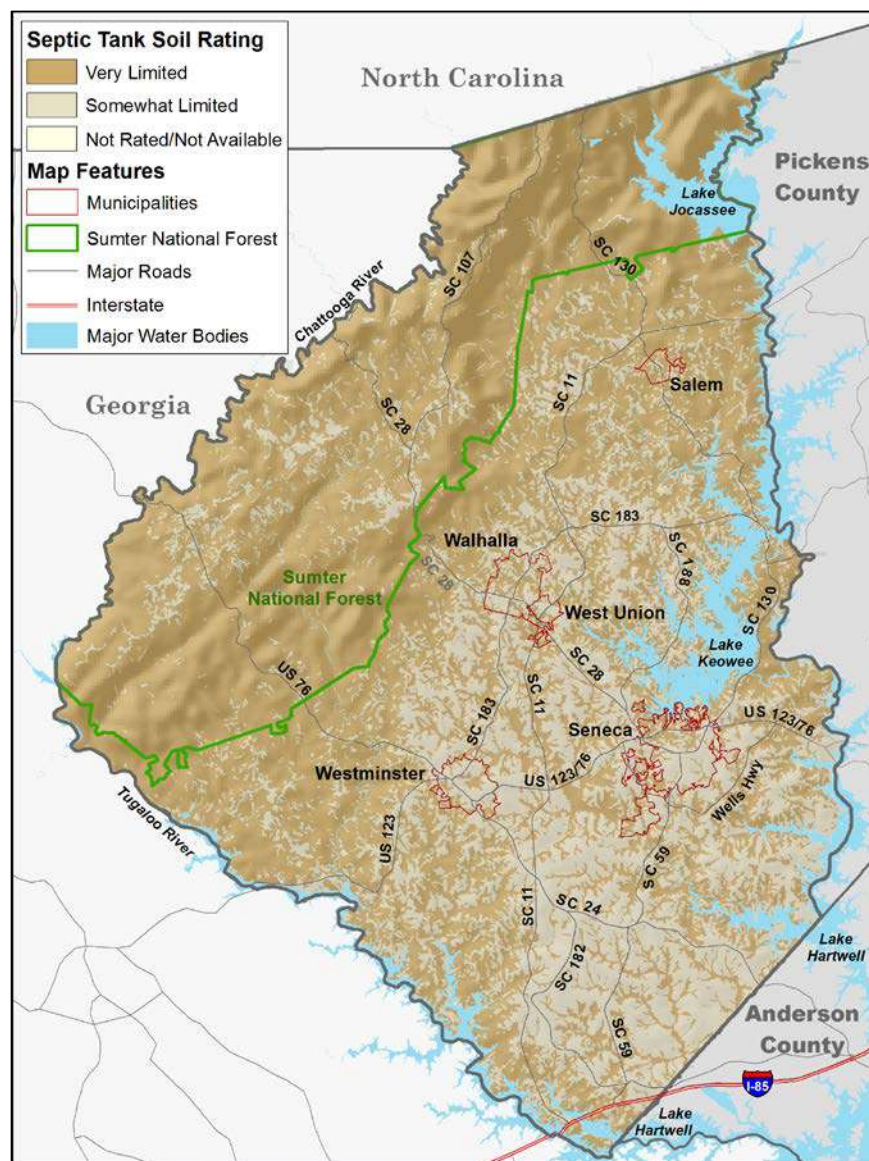 Septic Tank Soil Rating
Very Limited
Somewhat Limited
Not Rated/Not Available
Map Features
Municipalities
Sumter National Forest
Major Roads
Interstate
Major Water Bodies
North Carolina
Pickens
County
Lake
Jocassee
SC 130
SC 107
Chattooga River
Georgia
SC 28
SC 11
Salem
SC 183
Walhalla
SC 28
SC 188
SC 130
Sumter
National Forest
West Union
Lake
Keowee
SC 28
US 76
SC 183
SC 11
Seneca
US 123/76
Westminster
US 123/76
Wells Hwy
Tugaloo River
US 123
SC 59
SC 11
SC 24
SC 182
Lake
Hartwell
SC 59
Anderson
County
I-85
Lake
Hartwell